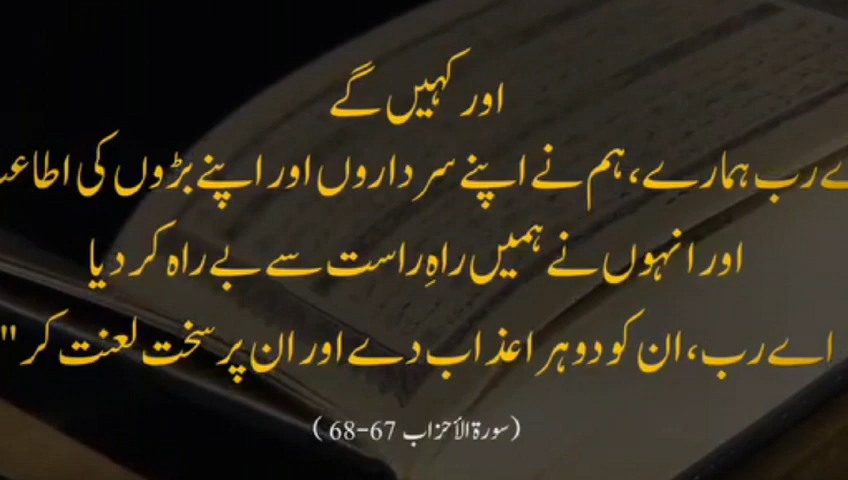 اور کہیں گے
رب ہمارے، ہم نے اپنے سرداروں اور اپنے بڑوں کی
اور انہوں نے ہمیں راہِ راست سے بے راہ کر دیا
اے رب، ان کو دوہرا عذاب دے اور ان پر سخت لعنت کر"
(سورۃ الأحزاب 67-68)